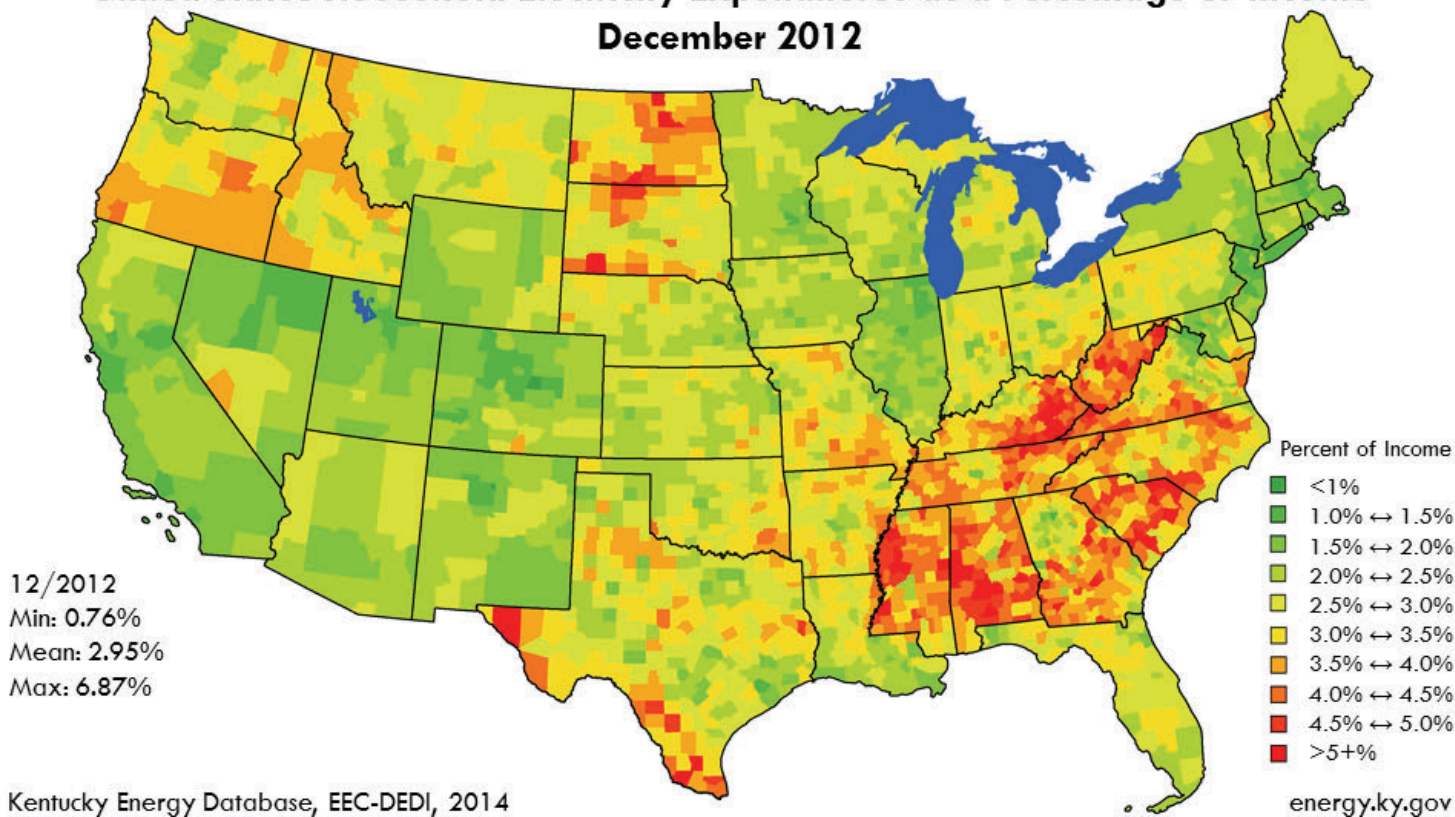 December 2012
12/2012
Min: 0.76%
Mean: 2.95%
Max: 6.87%
Percent of Income
<1%
1.0% ↔ 1.5%
1.5% ↔ 2.0%
2.0% ↔ 2.5%
2.5% ↔ 3.0%
3.0% ↔ 3.5%
3.5% ↔ 4.0%
4.0% ↔ 4.5%
4.5% ↔ 5.0%
>5+%
Kentucky Energy Database, EEC-DEDI, 2014
energy.ky.gov